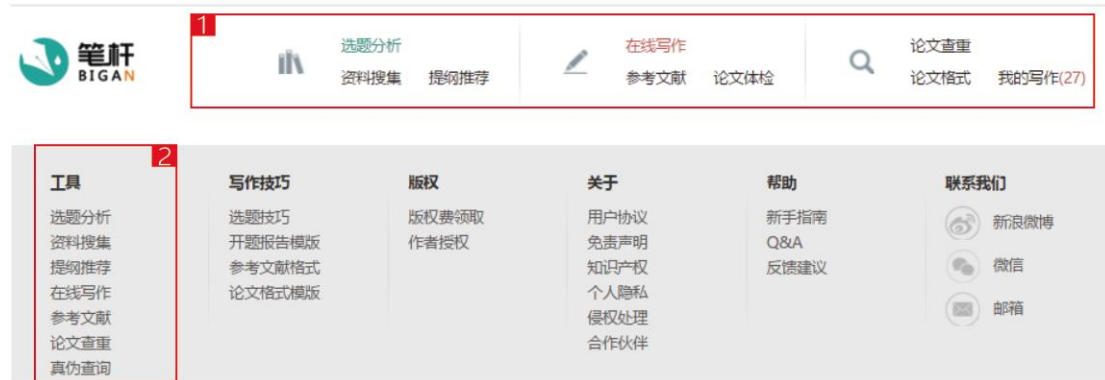 1
笔杆
BIGAN
选题分析
资料搜集 提纲推荐
在线写作
参考文献 论文体检
论文查重
论文格式 我的写作(27)
2
工具
选题分析
资料搜集
提纲推荐
在线写作
参考文献
论文查重
真伪查询
写作技巧
选题技巧
开题报告模版
参考文献格式
论文格式模版
版权
版权费领取
作者授权
关于
用户协议
免责声明
知识产权
个人隐私
侵权处理
合作伙伴
帮助
新手指南
Q&A
反馈建议
联系我们
新浪微博
微信
邮箱